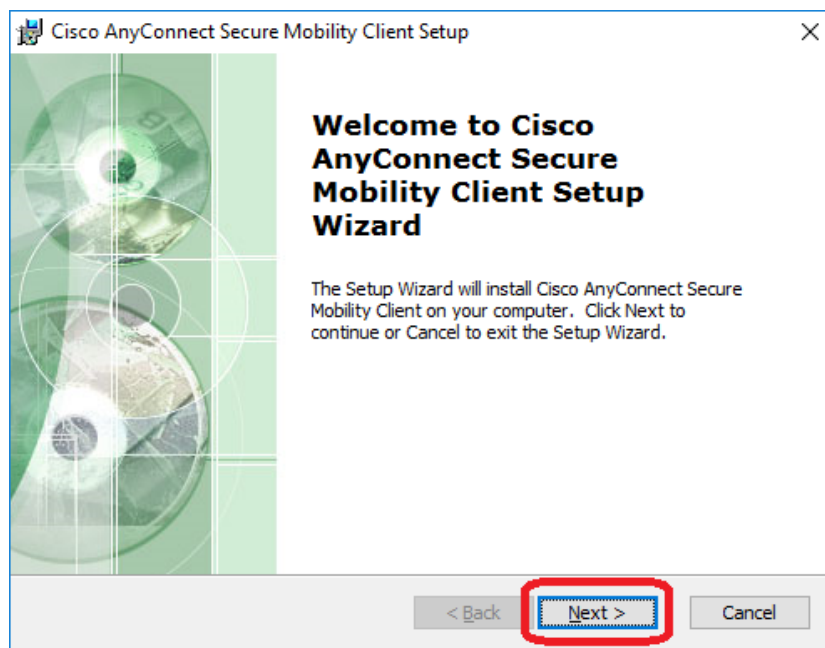 Cisco AnyConnect Secure Mobility Client Setup
Welcome to Cisco
AnyConnect Secure
Mobility Client Setup
Wizard
The Setup Wizard will install Cisco AnyConnect Secure
Mobility Client on your computer. Click Next to
continue or Cancel to exit the Setup Wizard.
< Back
Next >
Cancel